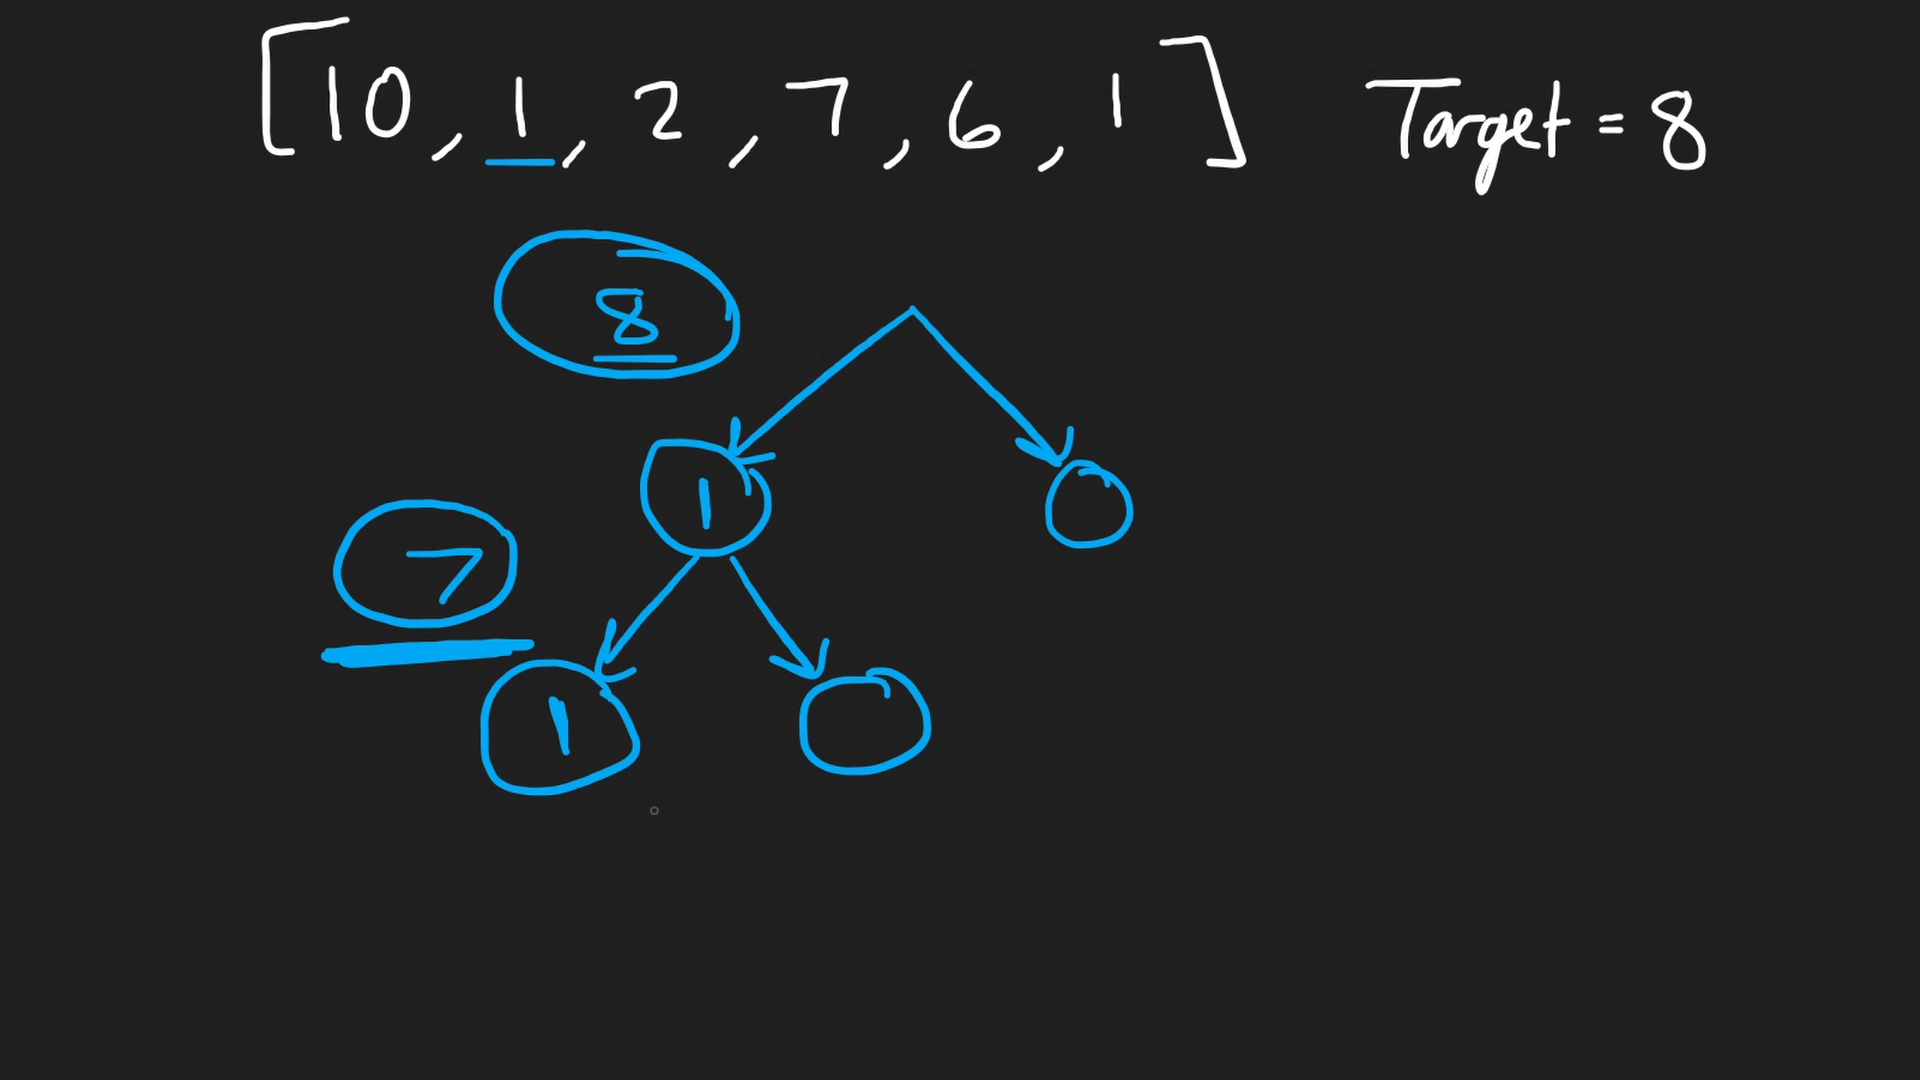 [10, 1, 2, 7, 6, 1] Target = 8
8
1
7
1